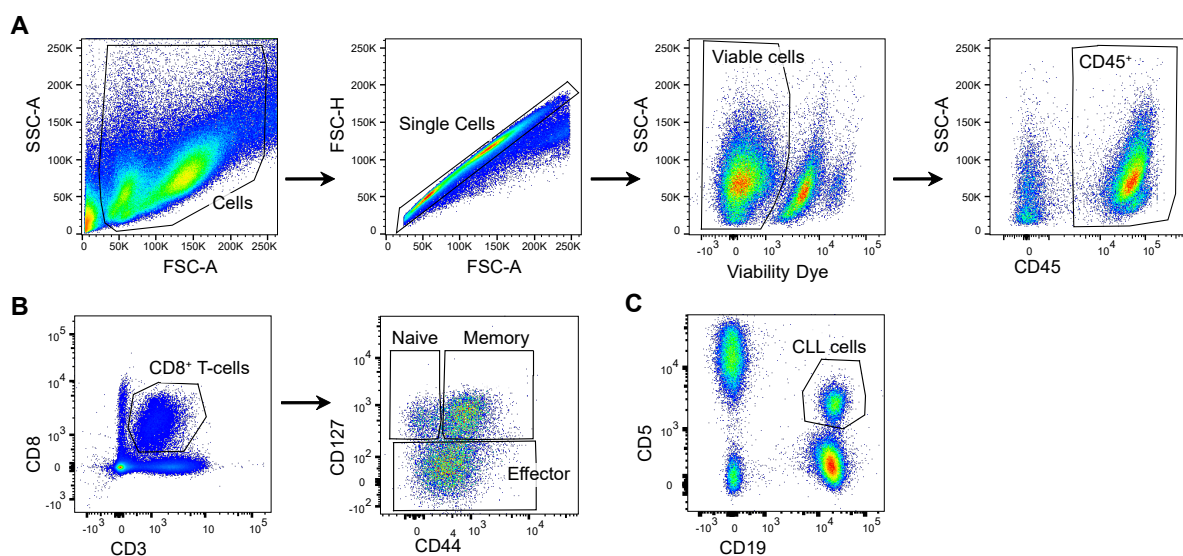 A
250K
200K
150K
100K
50K
0
SSC-A
Cells
0
50K
100K
150K
200K
250K
FSC-A
250K
200K
150K
100K
50K
0
FSC-H
Single Cells
0
50K
100K
150K
200K
250K
FSC-A
250K
200K
150K
100K
50K
0
SSC-A
Viable cells
-10³
0
10³
10⁴
10⁵
Viability Dye
250K
200K
150K
100K
50K
0
SSC-A
CD45⁺
0
10⁴
10⁵
CD45
B
10⁵
10⁴
10³
0
-10³
CD8
CD8⁺ T-cells
-10³
0
10³
10
10⁵
CD3
Naive
Memory
10⁴
10³
10²
0
-10²
CD127
Effector
-10³
0
10³
10⁴
CD44
C
10⁴
10³
0
CD5
CLL cells
-10³
0
10³
10⁴
10⁵
CD19